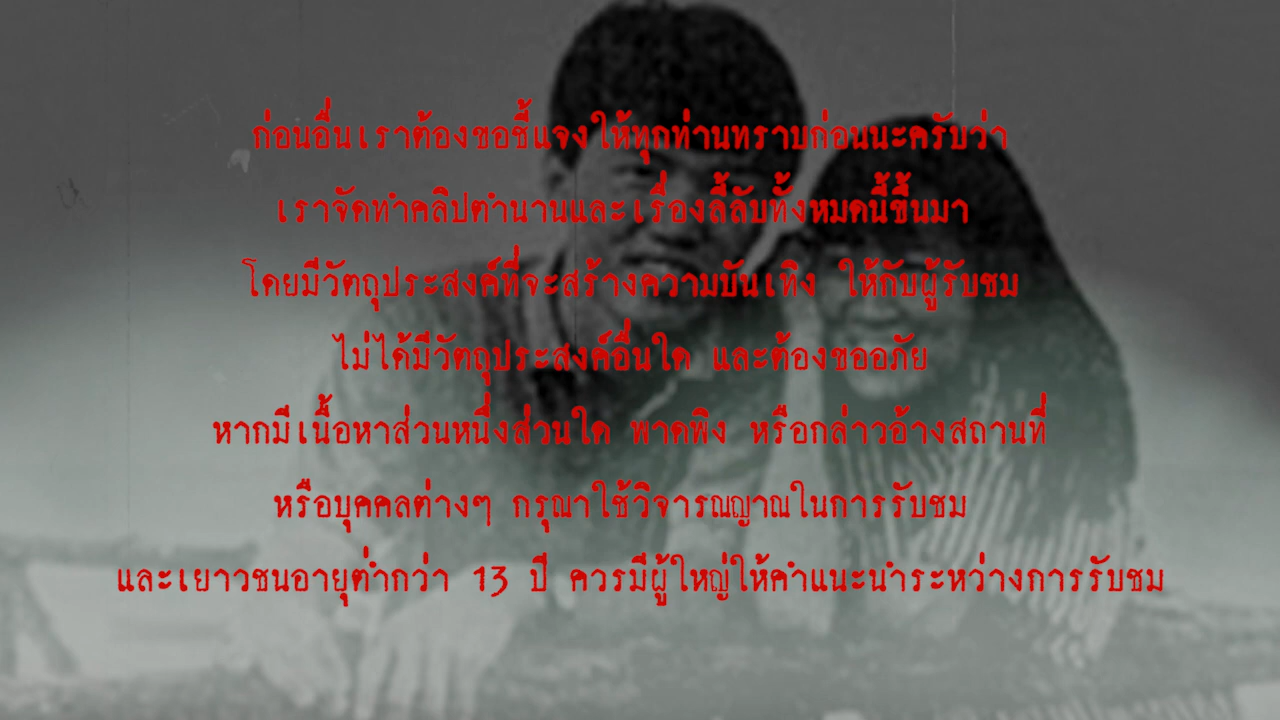 ก่อนอื่นเราต้องขอชี้แจงให้ทุกท่านทราบก่อนนะครับว่า
เราจัดทำคลิปตำนานและเรื่องลี้ลับทั้งหมดนี้ขึ้นมา
โดยมีวัตถุประสงค์ที่จะสร้างความบันเทิง ให้กับผู้รับชม
ไม่ได้มีวัตถุประสงค์อื่นใด และต้องขออภัย
หากมีเนื้อหาส่วนหนึ่งส่วนใด พาดพิง หรือกล่าวอ้างสถานที่
หรือบุคคลต่างๆ กรุณาใช้วิจารณญาณในการรับชม
และเยาวชนอายุต่ำกว่า 13 ปี ควรมีผู้ใหญ่ให้คำแนะนำระหว่างการรับชม